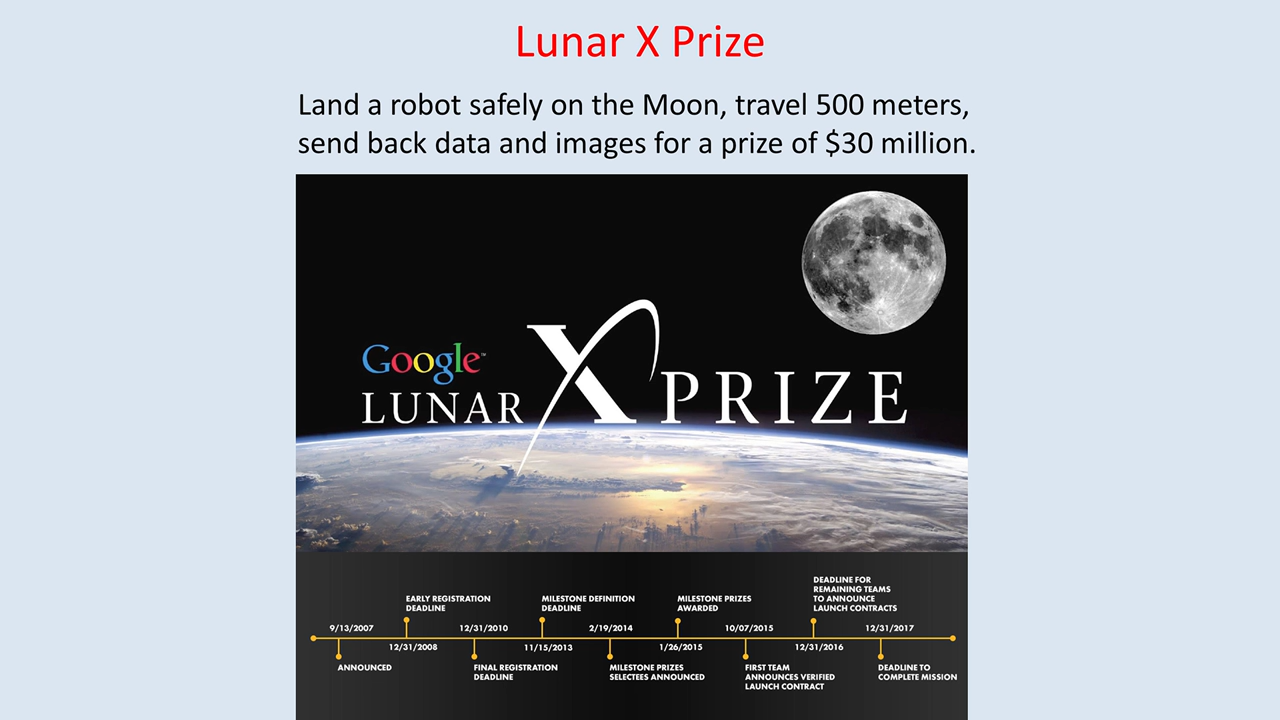 Lunar X Prize
Land a robot safely on the Moon, travel 500 meters,
send back data and images for a prize of $30 million.
Google™
LUNAR X PRIZE
9/13/2007
ANNOUNCED
EARLY REGISTRATION
DEADLINE
12/31/2008
12/31/2010
FINAL REGISTRATION
DEADLINE
MILESTONE DEFINITION
DEADLINE
11/15/2013
2/19/2014
MILESTONE PRIZES
SELECTEES ANNOUNCED
MILESTONE PRIZES
AWARDED
1/26/2015
10/07/2015
FIRST TEAM
ANNOUNCES VERIFIED
LAUNCH CONTRACT
DEADLINE FOR
REMAINING TEAMS
TO ANNOUNCE
LAUNCH CONTRACTS
12/31/2016
12/31/2017
DEADLINE TO
COMPLETE MISSION